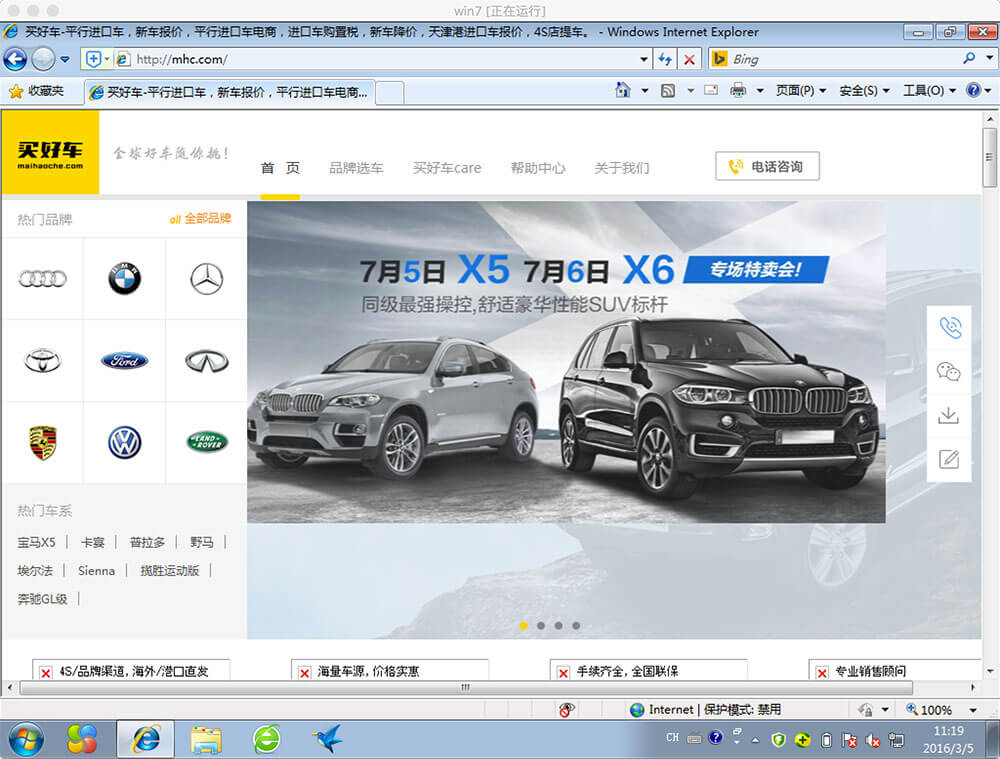 win7 [正在运行]
买好车-平行进口车，新车报价，平行进口车电商，进口车购置税，新车降价，天津港进口车报价，4S店提车。 - Windows Internet Explorer
http://mhc.com/
Bing
收藏夹
买好车-平行进口车，新车报价，平行进口车电商...
页面(P)
安全(S)
工具(O)
买好车
maihaoche.com
全球好车随你挑!
首 页
品牌选车
买好车care
帮助中心
关于我们
电话咨询
热门品牌
all 全部品牌
7月5日 X5 7月6日 X6 专场特卖会!
同级最强操控,舒适豪华性能SUV标杆
BMW
Ford
LAND ROVER
热门车系
宝马X5 | 卡宴 | 普拉多 | 野马 |
埃尔法 | Sienna | 揽胜运动版 |
奔驰GL级 |
4S/品牌渠道, 海外/港口直发
海量车源, 价格实惠
手续齐全, 全国联保
专业销售顾问
Internet | 保护模式: 禁用
100%
CH
11:19
2016/3/5